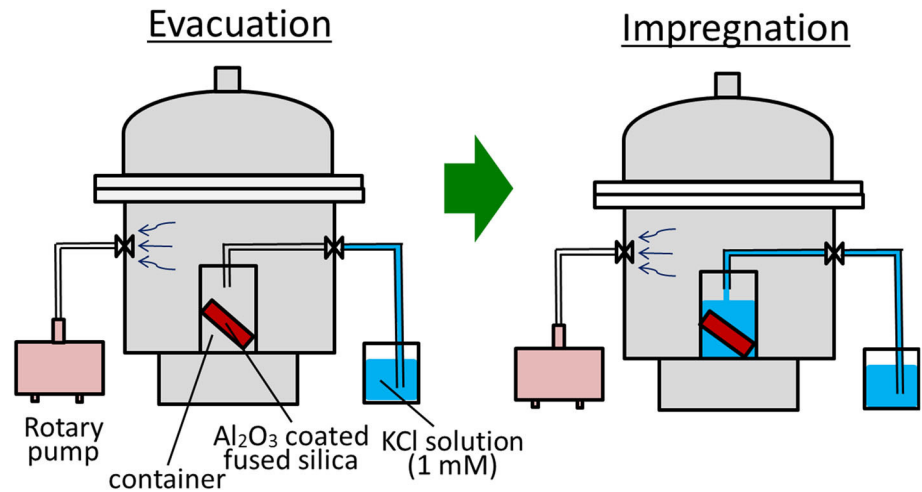 Evacuation
Impregnation
Rotary
pump
container
Al₂O₃ coated
fused silica
KCl solution
(1 mM)